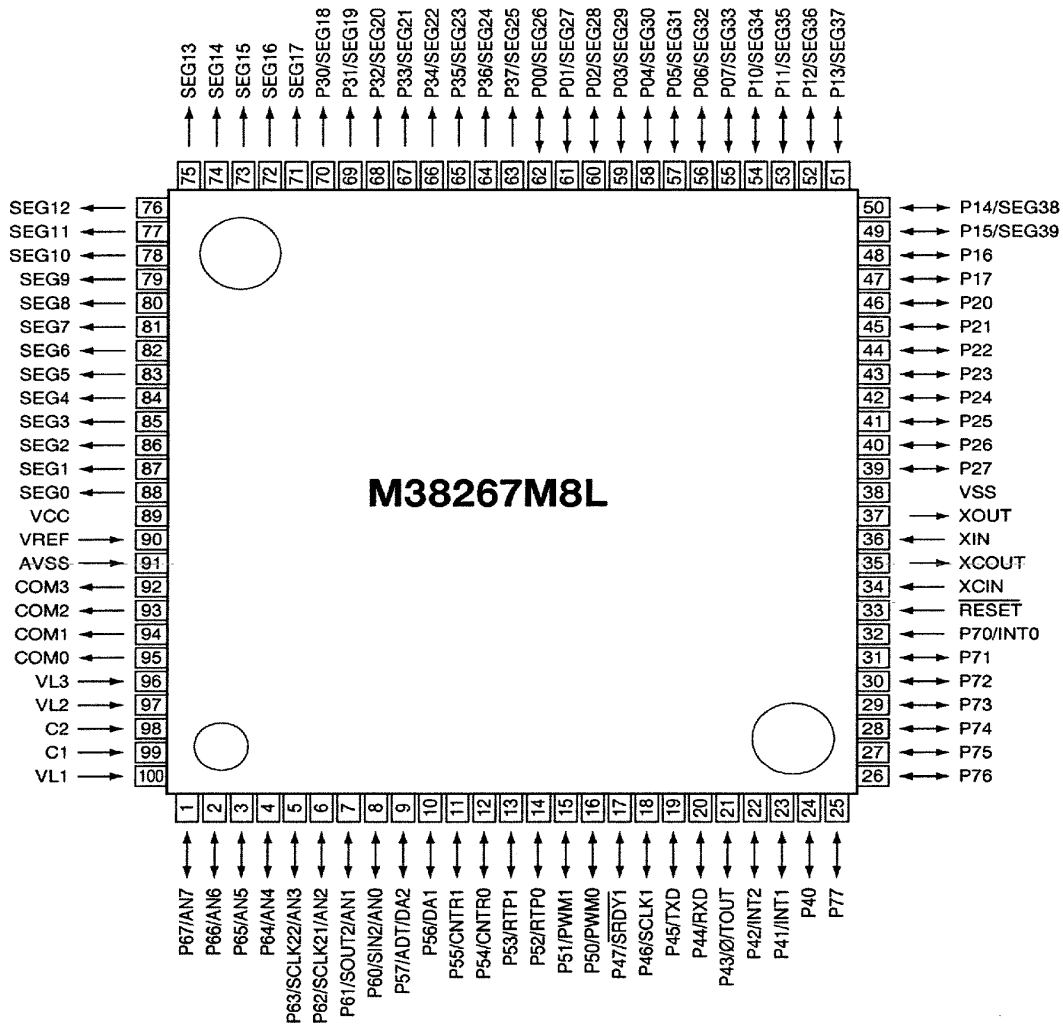 SEG13
SEG14
SEG15
SEG16
SEG17
P30/SEG18
P31/SEG19
P32/SEG20
P33/SEG21
P34/SEG22
P35/SEG23
P36/SEG24
P37/SEG25
P00/SEG26
P01/SEG27
P02/SEG28
P03/SEG29
P04/SEG30
P05/SEG31
P06/SEG32
P07/SEG33
P10/SEG34
P11/SEG35
P12/SEG36
P13/SEG37
75 74 73 72 71 70 69 68 67 66 65 64 63 62 61 60 59 58 57 56 55 54 53 52 51
SEG12 76
SEG11 77
SEG10 78
SEG9 79
SEG8 80
SEG7 81
SEG6 82
SEG5 83
SEG4 84
SEG3 85
SEG2 86
SEG1 87
SEG0 88
VCC 89
VREF 90
AVSS 91
COM3 92
COM2 93
COM1 94
COM0 95
VL3 96
VL2 97
C2 98
C1 99
VL1 100
M38267M8L
50 P14/SEG38
49 P15/SEG39
48 P16
47 P17
46 P20
45 P21
44 P22
43 P23
42 P24
41 P25
40 P26
39 P27
38 VSS
37 XOUT
36 XIN
35 XCOUT
34 XCIN
33 RESET
32 P70/INT0
31 P71
30 P72
29 P73
28 P74
27 P75
26 P76
1 2 3 4 5 6 7 8 9 10 11 12 13 14 15 16 17 18 19 20 21 22 23 24 25
P67/AN7
P66/AN6
P65/AN5
P64/AN4
P63/SCLK22/AN3
P62/SCLK21/AN2
P61/SOUT2/AN1
P60/SIN2/AN0
P57/ADT/DA2
P56/DA1
P55/CNTR1
P54/CNTR0
P53/RTP1
P52/RTP0
P51/PWM1
P50/PWM0
P47/SRDY1
P46/SCLK1
P45/TXD
P44/RXD
P43/Ø/TOUT
P42/INT2
P41/INT1
P40
P77